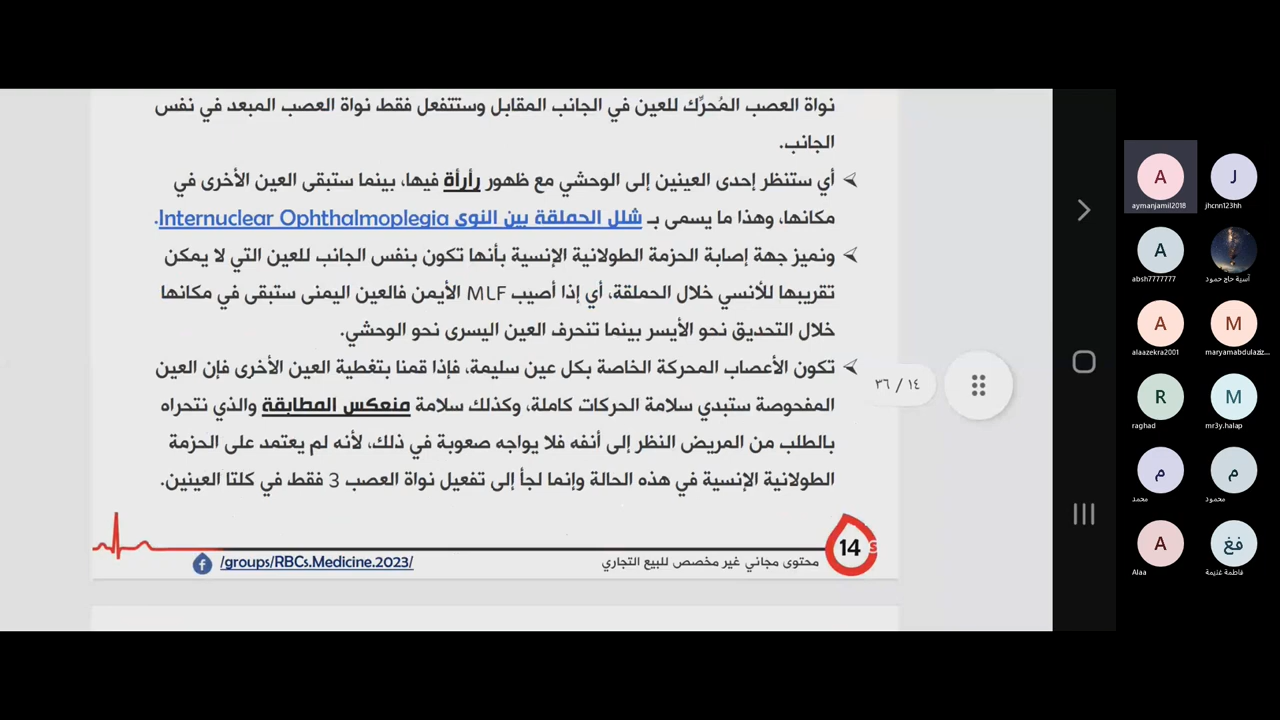 نواة العصب المُحرِّك للعين في الجانب المقابل وستتفعل فقط نواة العصب المبعد في نفس
الجانب.
أي ستنظر إحدى العينين إلى الوحشي مع ظهور رأرأة فيها، بينما ستبقى العين الأخرى في
مكانها، وهذا ما يسمى بـ شلل الحملقة بين النوى Internuclear Ophthalmoplegia.
ونميز جهة إصابة الحزمة الطولانية الإنسية بأنها تكون بنفس الجانب للعين التي لا يمكن
تقريبها للأنسي خلال الحملقة، أي إذا أصيب MLF الأيمن فالعين اليمنى ستبقى في مكانها
خلال التحديق نحو الأيسر بينما تنحرف العين اليسرى نحو الوحشي.
تكون الأعصاب المحركة الخاصة بكل عين سليمة، فإذا قمنا بتغطية العين الأخرى فإن العين
المفحوصة ستبدي سلامة الحركات كاملة، وكذلك سلامة منعكس المطابقة والذي نتحراه
بالطلب من المريض النظر إلى أنفه فلا يواجه صعوبة في ذلك، لأنه لم يعتمد على الحزمة
الطولانية الإنسية في هذه الحالة وإنما لجأ إلى تفعيل نواة العصب 3 فقط في كلتا العينين.
١٤ / ٣٦
14
محتوى مجاني غير مخصص للبيع التجاري
/groups/RBCs.Medicine.2023/
A
aymanjamil2018
J
jhcnn123hh
A
absh7777777
آسية حاج حمود
A
alaazekra2001
M
maryamabdulaziz...
R
raghad
M
mr3y.halap
م
محمد
م
محمود
A
Alaa
فغ
فاطمة غنيمة